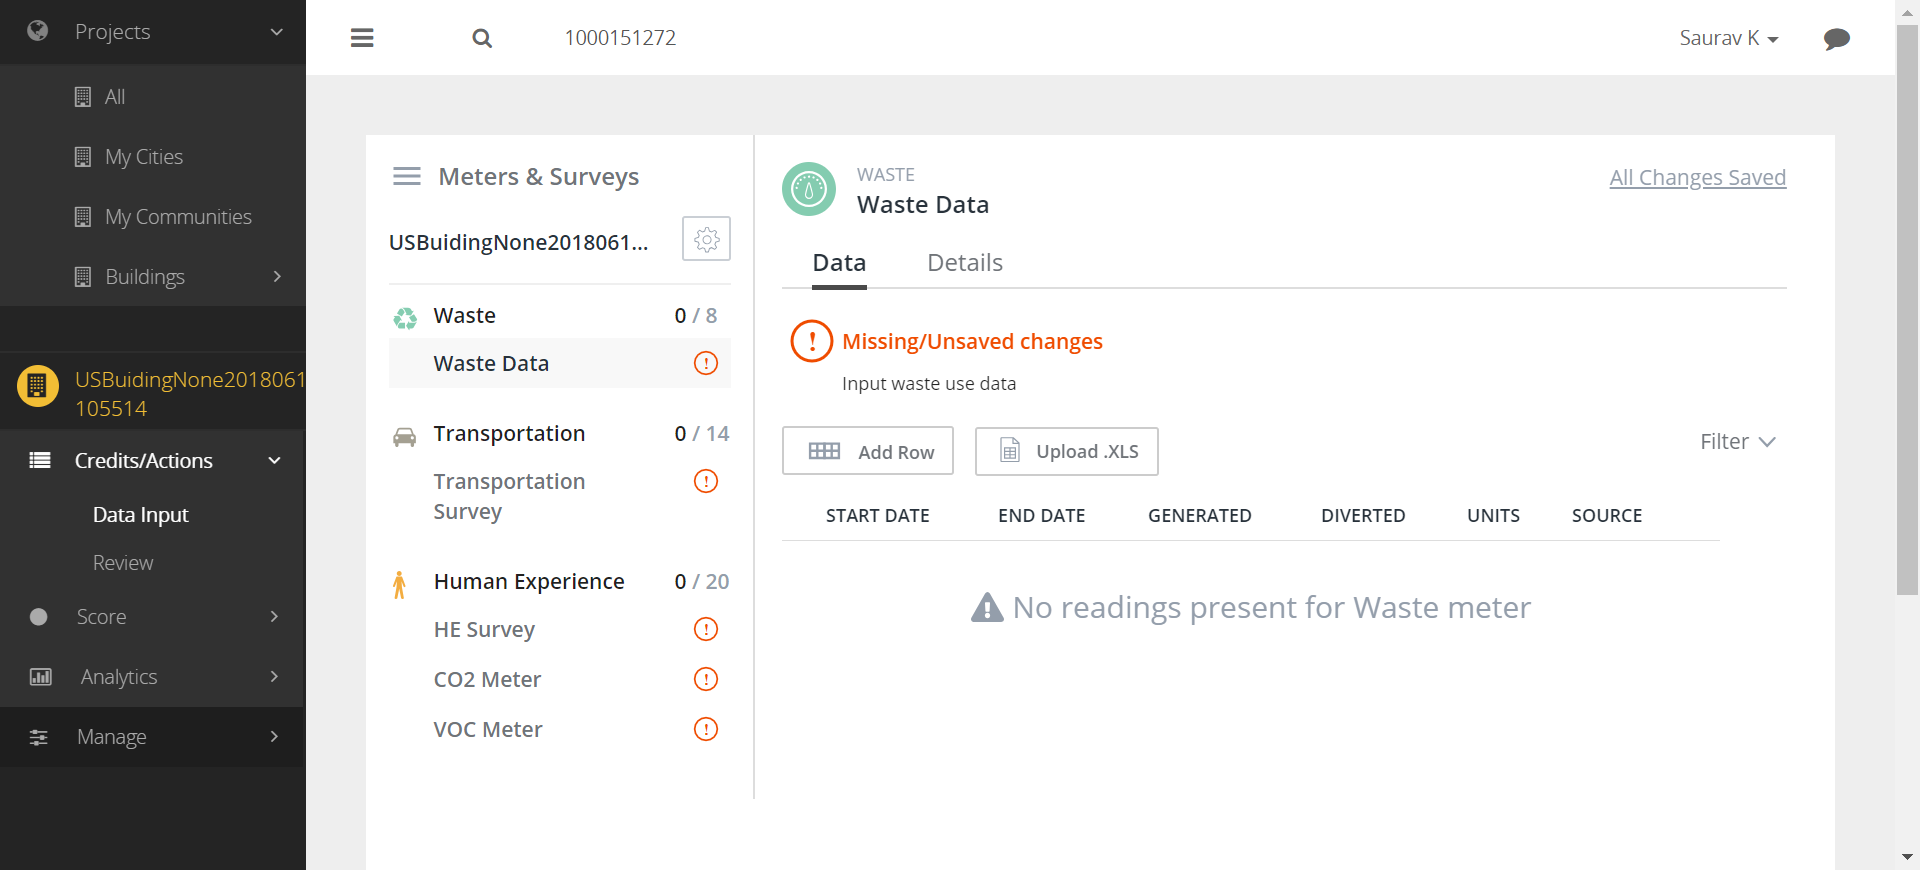 Projects
All
My Cities
My Communities
Buildings
USBuidingNone2018061
105514
Credits/Actions
Data Input
Review
Score
Analytics
Manage
1000151272
Saurav K
Meters & Surveys
USBuidingNone2018061...
Waste 0 / 8
Waste Data
Transportation 0 / 14
Transportation
Survey
Human Experience 0 / 20
HE Survey
CO2 Meter
VOC Meter
WASTE
Waste Data
All Changes Saved
Data Details
Missing/Unsaved changes
Input waste use data
Add Row Upload .XLS Filter
START DATE END DATE GENERATED DIVERTED UNITS SOURCE
No readings present for Waste meter